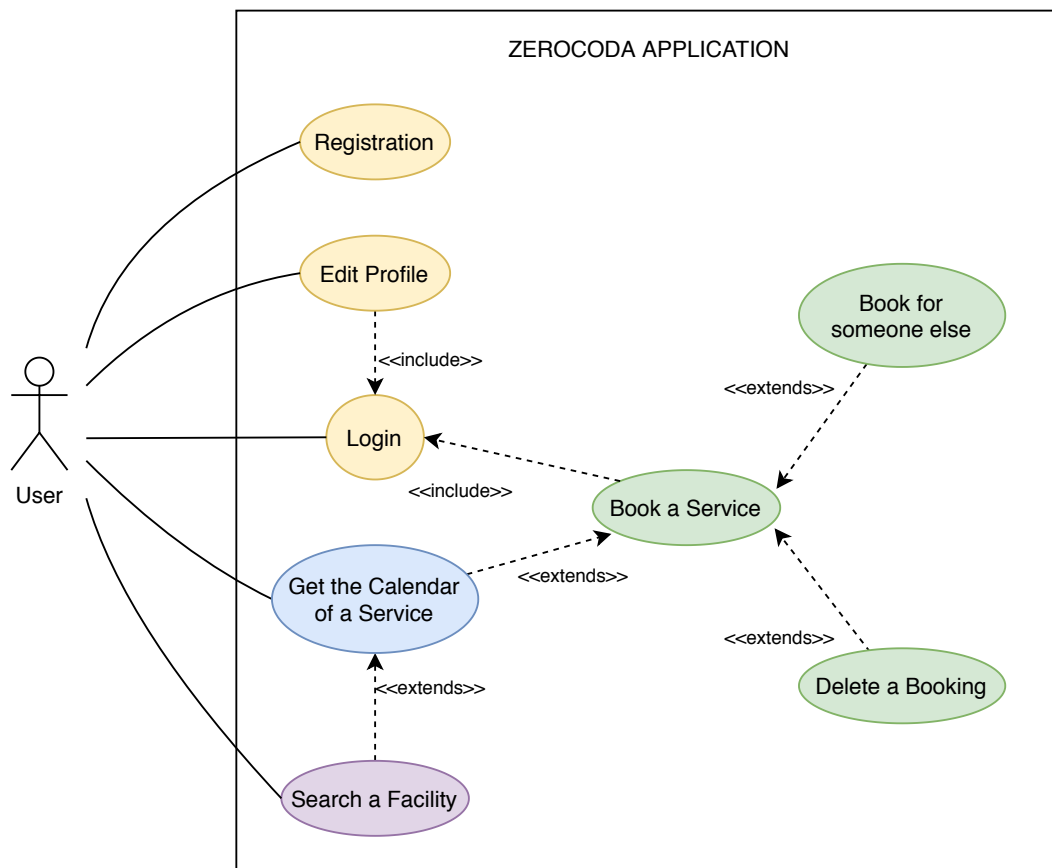 ZEROCODA APPLICATION
Registration
Edit Profile
<<include>>
Login
<<include>>
User
Book for
someone else
<<extends>>
Book a Service
Get the Calendar
of a Service
<<extends>>
<<extends>>
Delete a Booking
<<extends>>
Search a Facility